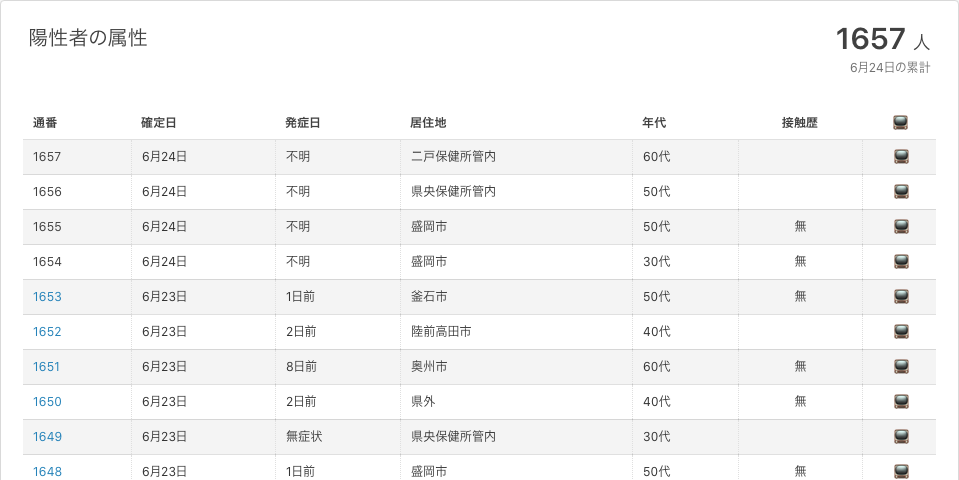 陽性者の属性
1657 人
6月24日の累計
通番 確定日 発症日 居住地 年代 接触歴
1657 6月24日 不明 二戸保健所管内 60代
1656 6月24日 不明 県央保健所管内 50代
1655 6月24日 不明 盛岡市 50代 無
1654 6月24日 不明 盛岡市 30代 無
1653 6月23日 1日前 釜石市 50代 無
1652 6月23日 2日前 陸前高田市 40代
1651 6月23日 8日前 奥州市 60代 無
1650 6月23日 2日前 県外 40代 無
1649 6月23日 無症状 県央保健所管内 30代
1648 6月23日 1日前 盛岡市 50代 無